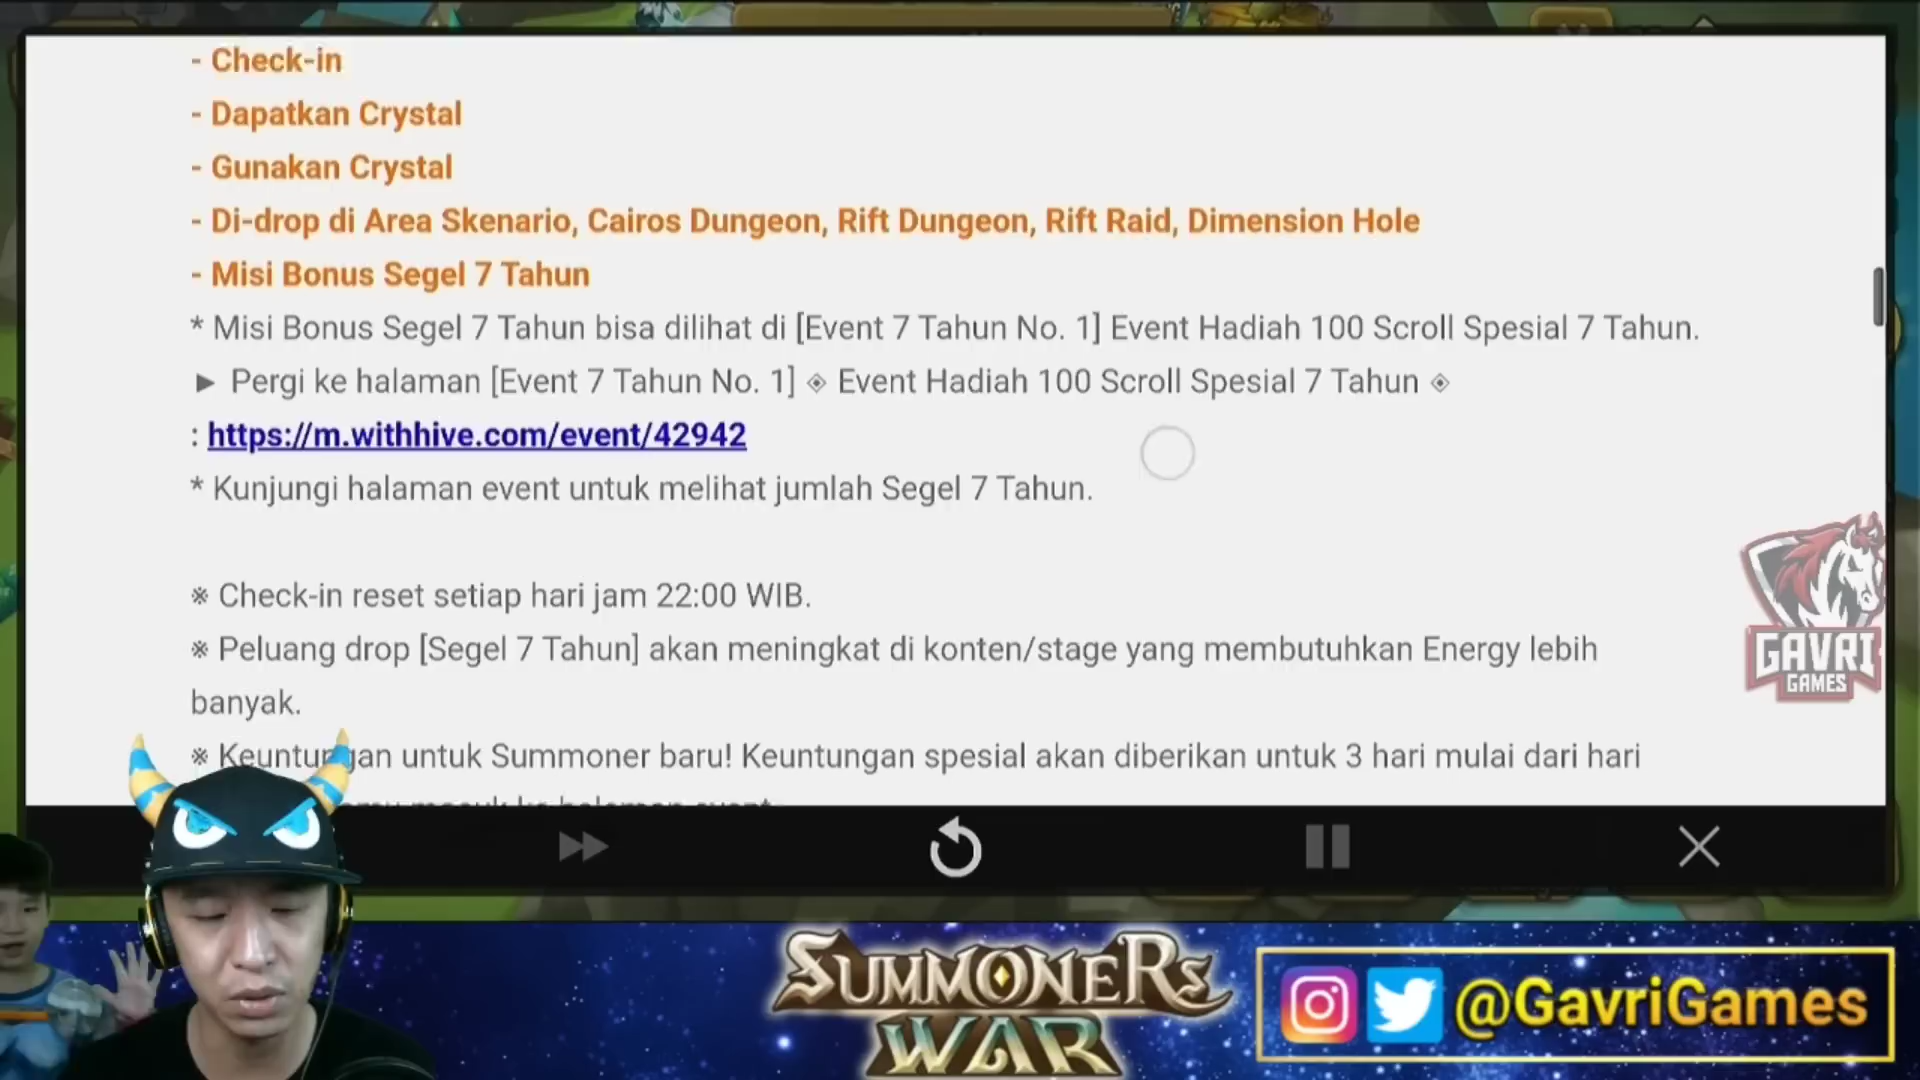 - Check-in
- Dapatkan Crystal
- Gunakan Crystal
- Di-drop di Area Skenario, Cairos Dungeon, Rift Dungeon, Rift Raid, Dimension Hole
- Misi Bonus Segel 7 Tahun
* Misi Bonus Segel 7 Tahun bisa dilihat di [Event 7 Tahun No. 1] Event Hadiah 100 Scroll Spesial 7 Tahun.
► Pergi ke halaman [Event 7 Tahun No. 1] ◈ Event Hadiah 100 Scroll Spesial 7 Tahun ◈
: https://m.withhive.com/event/42942
* Kunjungi halaman event untuk melihat jumlah Segel 7 Tahun.
※ Check-in reset setiap hari jam 22:00 WIB.
※ Peluang drop [Segel 7 Tahun] akan meningkat di konten/stage yang membutuhkan Energy lebih
banyak.
※ Keuntungan untuk Summoner baru! Keuntungan spesial akan diberikan untuk 3 hari mulai dari hari
masuk ke halaman event
GAVRI
GAMES
SUMMONERS
WAR
@GavriGames